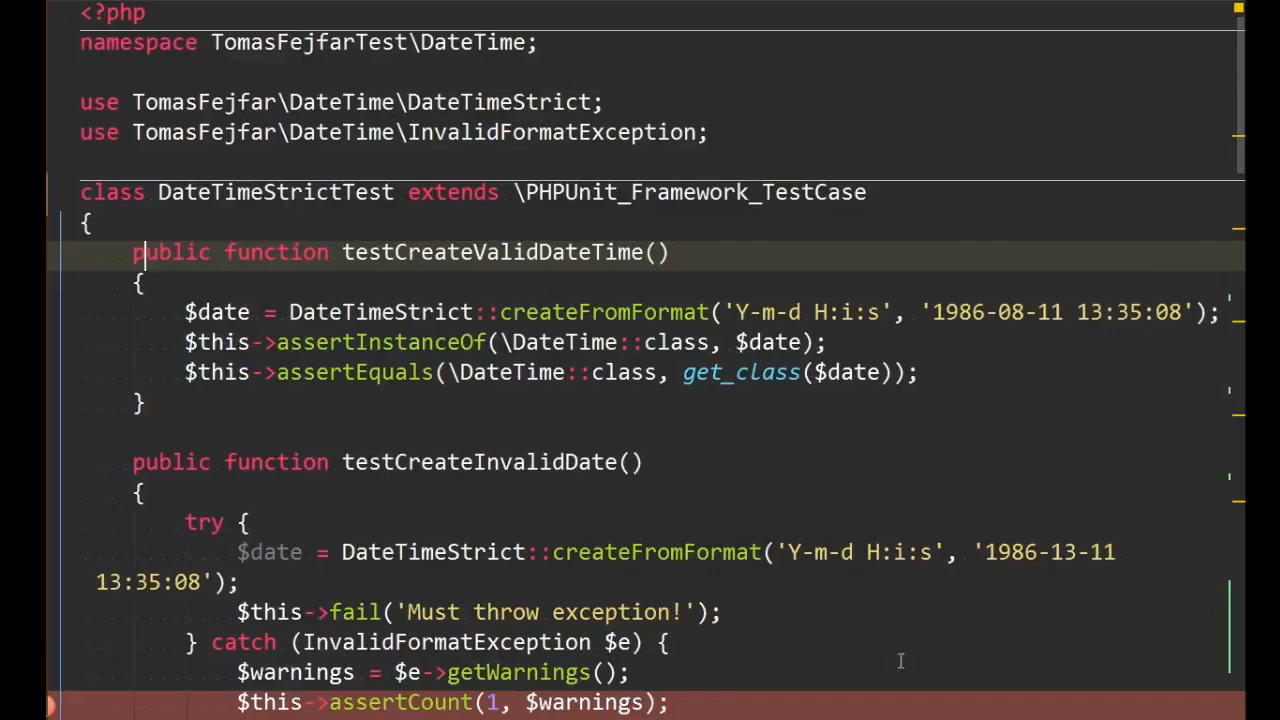 <?php
namespace TomasFejfarTest\DateTime;
use TomasFejfar\DateTime\DateTimeStrict;
use TomasFejfar\DateTime\InvalidFormatException;
class DateTimeStrictTest extends \PHPUnit_Framework_TestCase
{
public function testCreateValidDateTime()
{
$date = DateTimeStrict::createFromFormat('Y-m-d H:i:s', '1986-08-11 13:35:08');
$this->assertInstanceOf(\DateTime::class, $date);
$this->assertEquals(\DateTime::class, get_class($date));
}
public function testCreateInvalidDate()
{
try {
$date = DateTimeStrict::createFromFormat('Y-m-d H:i:s', '1986-13-11
13:35:08');
$this->fail('Must throw exception!');
} catch (InvalidFormatException $e) {
$warnings = $e->getWarnings();
$this->assertCount(1, $warnings);